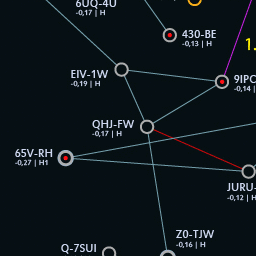 6UQ-4U
-0,17 | H
430-BE
-0,13 | H
1.
EIV-1W
-0,19 | H
-0,14 |
QHJ-FW
-0,17 | H
65V-RH
-0,27 | H1
JURU-
-0,12 | H
Z0-TJW
-0,16 | H
Q-7SUI